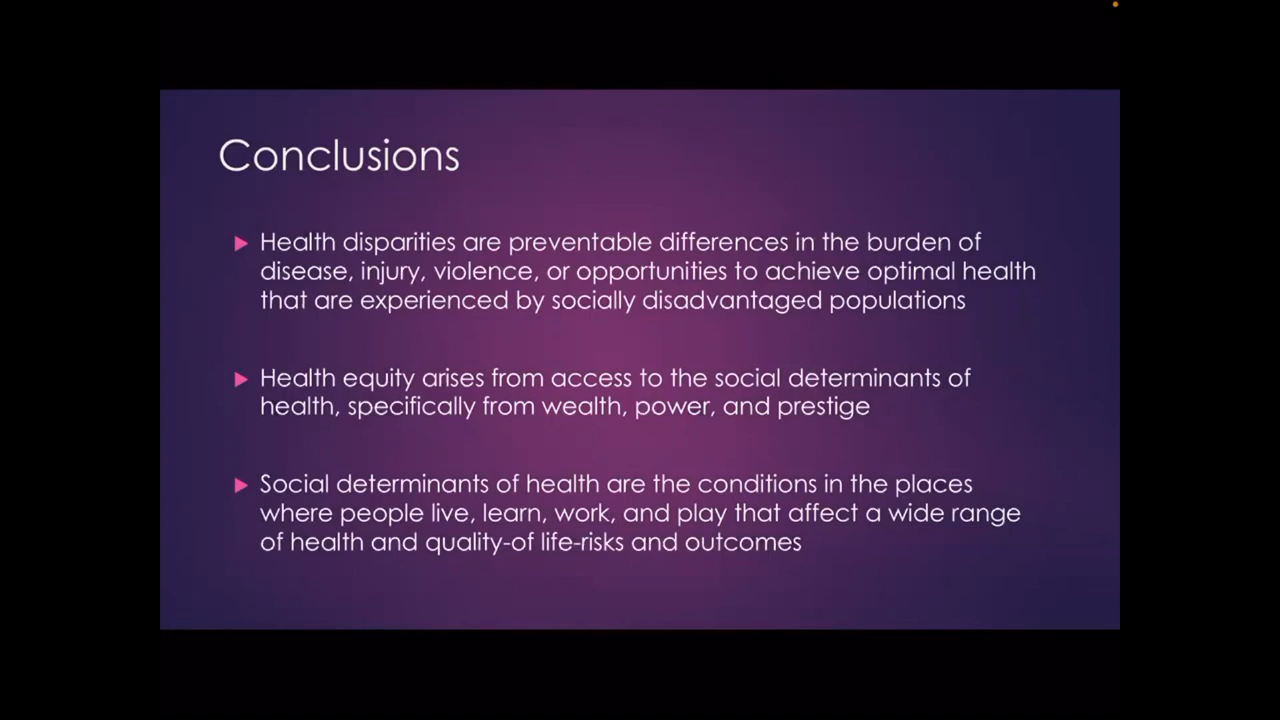 Conclusions
Health disparities are preventable differences in the burden of
disease, injury, violence, or opportunities to achieve optimal health
that are experienced by socially disadvantaged populations
Health equity arises from access to the social determinants of
health, specifically from wealth, power, and prestige
Social determinants of health are the conditions in the places
where people live, learn, work, and play that affect a wide range
of health and quality-of life-risks and outcomes